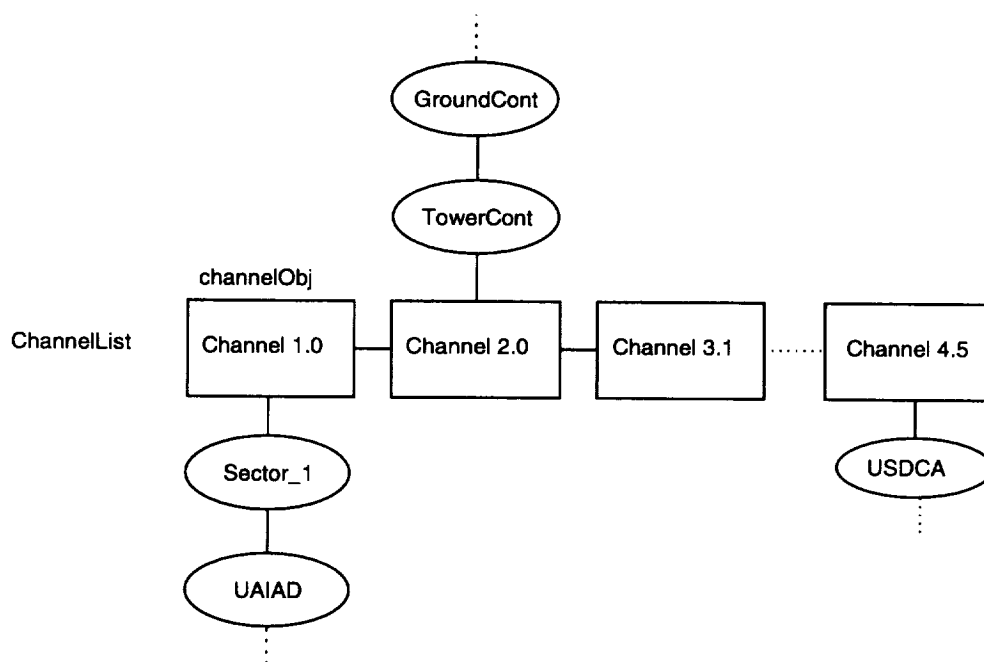 GroundCont
TowerCont
channelObj
ChannelList
Channel 1.0
Channel 2.0
Channel 3.1
Channel 4.5
Sector_1
USDCA
UAIAD